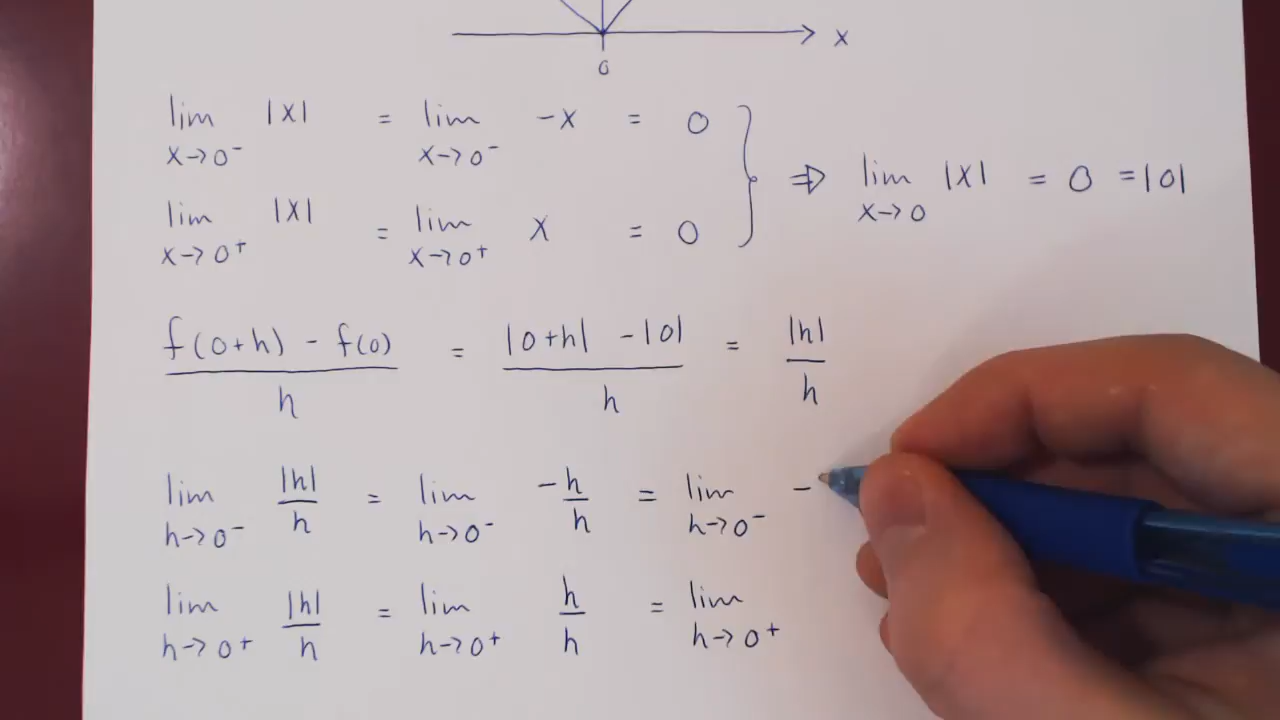 x
0
lim |x| = lim -x = 0
x→0⁻ x→0⁻
⇒ lim |x| = 0 = |0|
x→0
lim |x| = lim x = 0
x→0⁺ x→0⁺
f(0+h) - f(0) = |0+h| - |0| = |h|
h h h
lim |h|/h = lim -h/h = lim -
h→0⁻ h→0⁻ h→0⁻
lim |h|/h = lim h/h = lim
h→0⁺ h→0⁺ h→0⁺